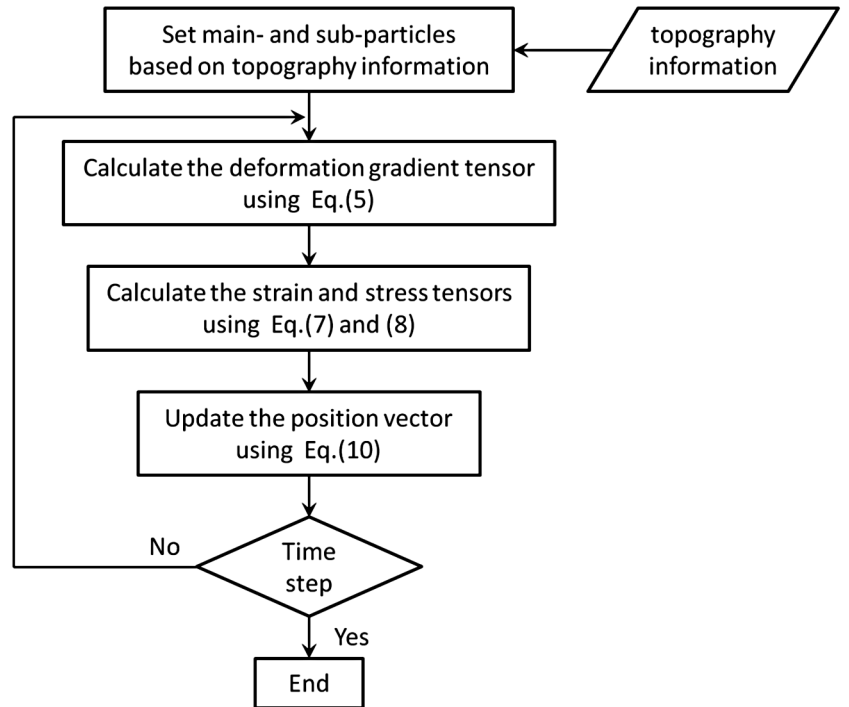 Set main- and sub-particles
based on topography information
topography
information
Calculate the deformation gradient tensor
using Eq.(5)
Calculate the strain and stress tensors
using Eq.(7) and (8)
Update the position vector
using Eq.(10)
No
Time
step
Yes
End